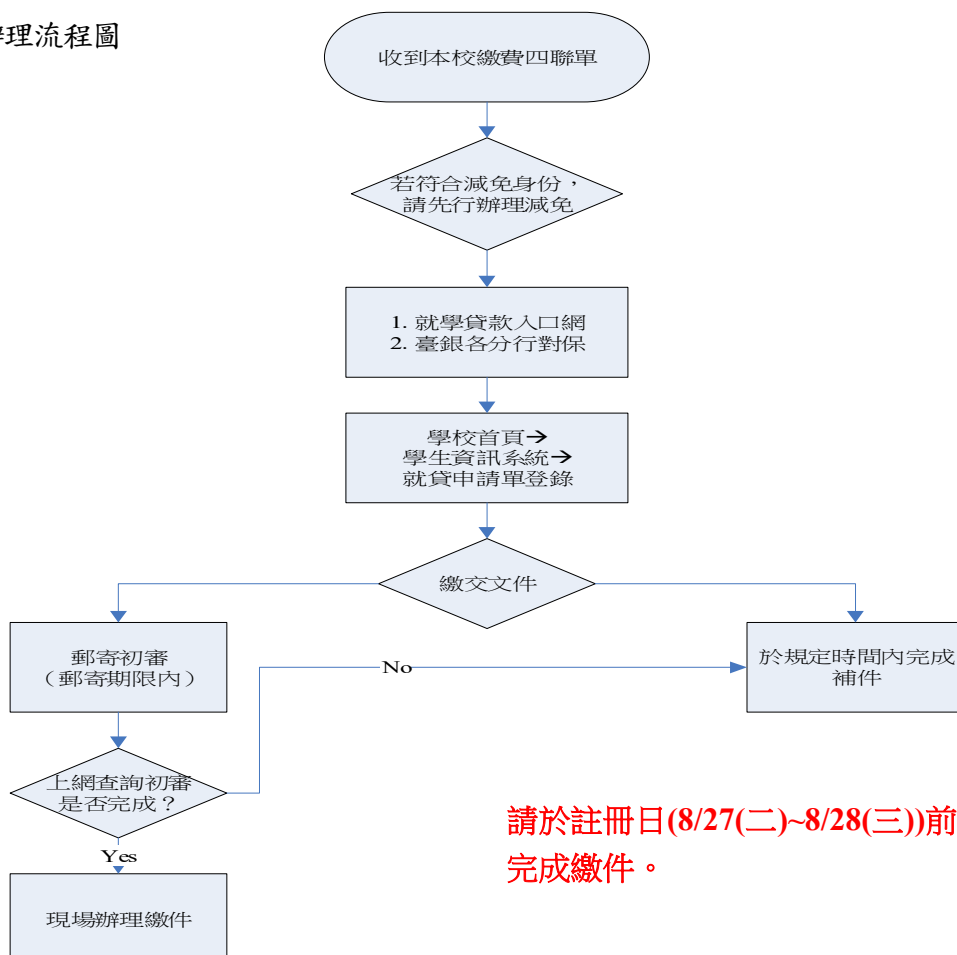 理流程圖
收到本校繳費四聯單
若符合減免身份，
請先行辦理減免
1. 就學貸款入口網
2. 臺銀各分行對保
學校首頁→
學生資訊系統→
就貸申請單登錄
繳交文件
郵寄初審
（郵寄期限內）
No
於規定時間內完成
補件
上網查詢初審
是否完成？
請於註冊日(8/27(二)~8/28(三))前
完成繳件。
Yes
現場辦理繳件